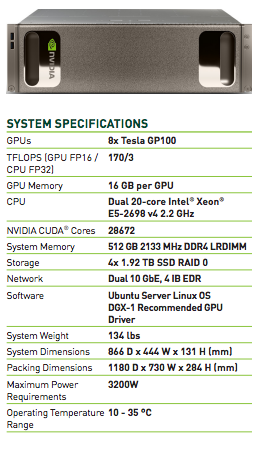 NVIDIA
SYSTEM SPECIFICATIONS
GPUs 8x Tesla GP100
TFLOPS (GPU FP16 / 170/3
CPU FP32)
GPU Memory 16 GB per GPU
CPU Dual 20-core Intel® Xeon®
E5-2698 v4 2.2 GHz
NVIDIA CUDA® Cores 28672
System Memory 512 GB 2133 MHz DDR4 LRDIMM
Storage 4x 1.92 TB SSD RAID 0
Network Dual 10 GbE, 4 IB EDR
Software Ubuntu Server Linux OS
DGX-1 Recommended GPU
Driver
System Weight 134 lbs
System Dimensions 866 D x 444 W x 131 H (mm)
Packing Dimensions 1180 D x 730 W x 284 H (mm)
Maximum Power 3200W
Requirements
Operating Temperature 10 - 35 °C
Range